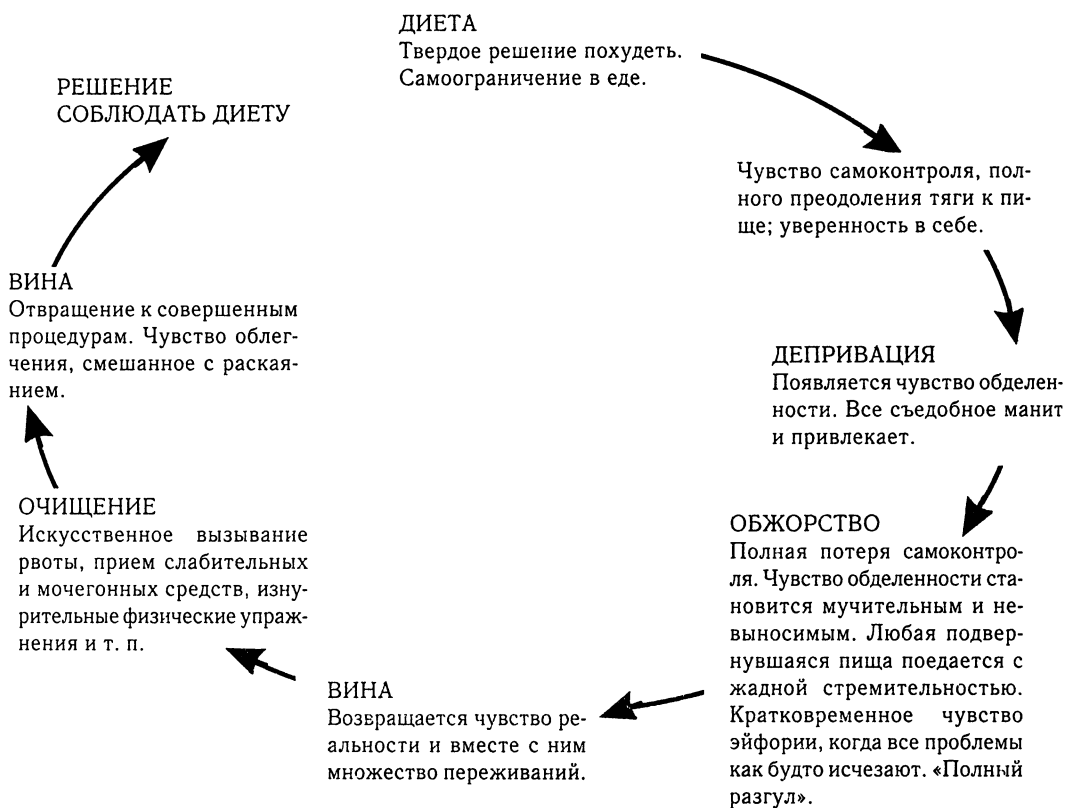 ДИЕТА
Твердое решение похудеть.
Самоограничение в еде.
Чувство самоконтроля, пол-
ного преодоления тяги к пи-
ще; уверенность в себе.
ДЕПРИВАЦИЯ
Появляется чувство обделен-
ности. Все съедобное манит
и привлекает.
ОБЖОРСТВО
Полная потеря самоконтро-
ля. Чувство обделенности ста-
новится мучительным и не-
выносимым. Любая подвер-
нувшаяся пища поедается с
жадной стремительностью.
Кратковременное чувство
эйфории, когда все проблемы
как будто исчезают. «Полный
разгул».
ВИНА
Возвращается чувство ре-
альности и вместе с ним
множество переживаний.
ОЧИЩЕНИЕ
Искусственное вызывание
рвоты, прием слабительных
и мочегонных средств, изну-
рительные физические упраж-
нения и т. п.
ВИНА
Отвращение к совершенным
процедурам. Чувство облег-
чения, смешанное с раская-
нием.
РЕШЕНИЕ
СОБЛЮДАТЬ ДИЕТУ